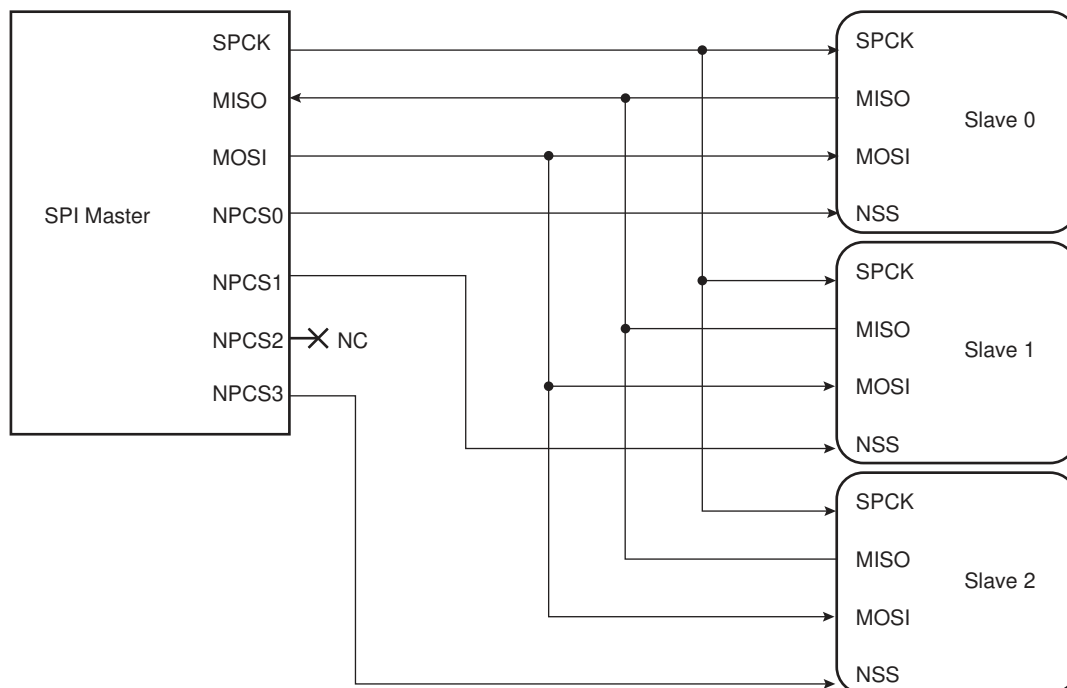 SPI Master
SPCK
MISO
MOSI
NPCS0
NPCS1
NPCS2
NC
NPCS3
SPCK
MISO
Slave 0
MOSI
NSS
SPCK
MISO
Slave 1
MOSI
NSS
SPCK
MISO
Slave 2
MOSI
NSS